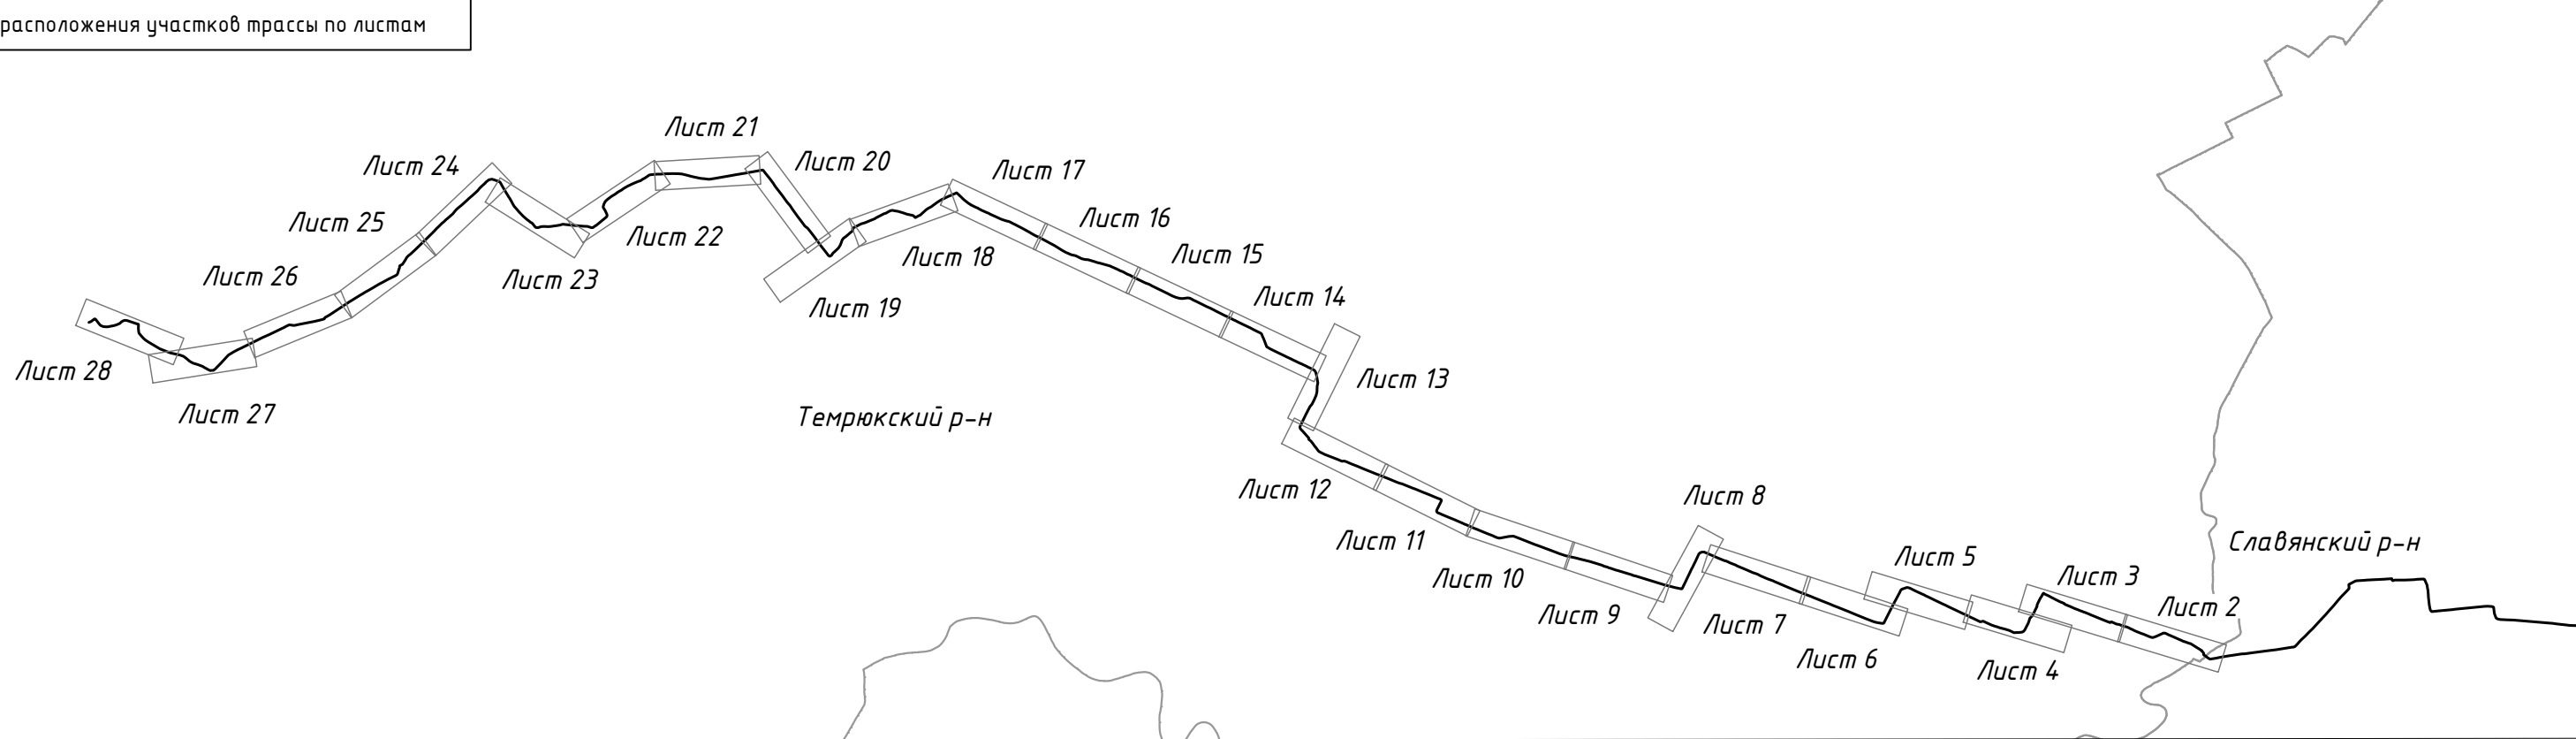 расположения участков трассы по листам
Лист 21
Лист 24
Лист 20
Лист 17
Лист 25
Лист 22
Лист 16
Лист 26
Лист 23
Лист 18
Лист 15
Лист 19
Лист 14
Лист 28
Лист 13
Лист 27
Темрюкский р-н
Лист 12
Лист 8
Лист 11
Славянский р-н
Лист 10
Лист 5
Лист 3
Лист 9
Лист 7
Лист 2
Лист 6
Лист 4